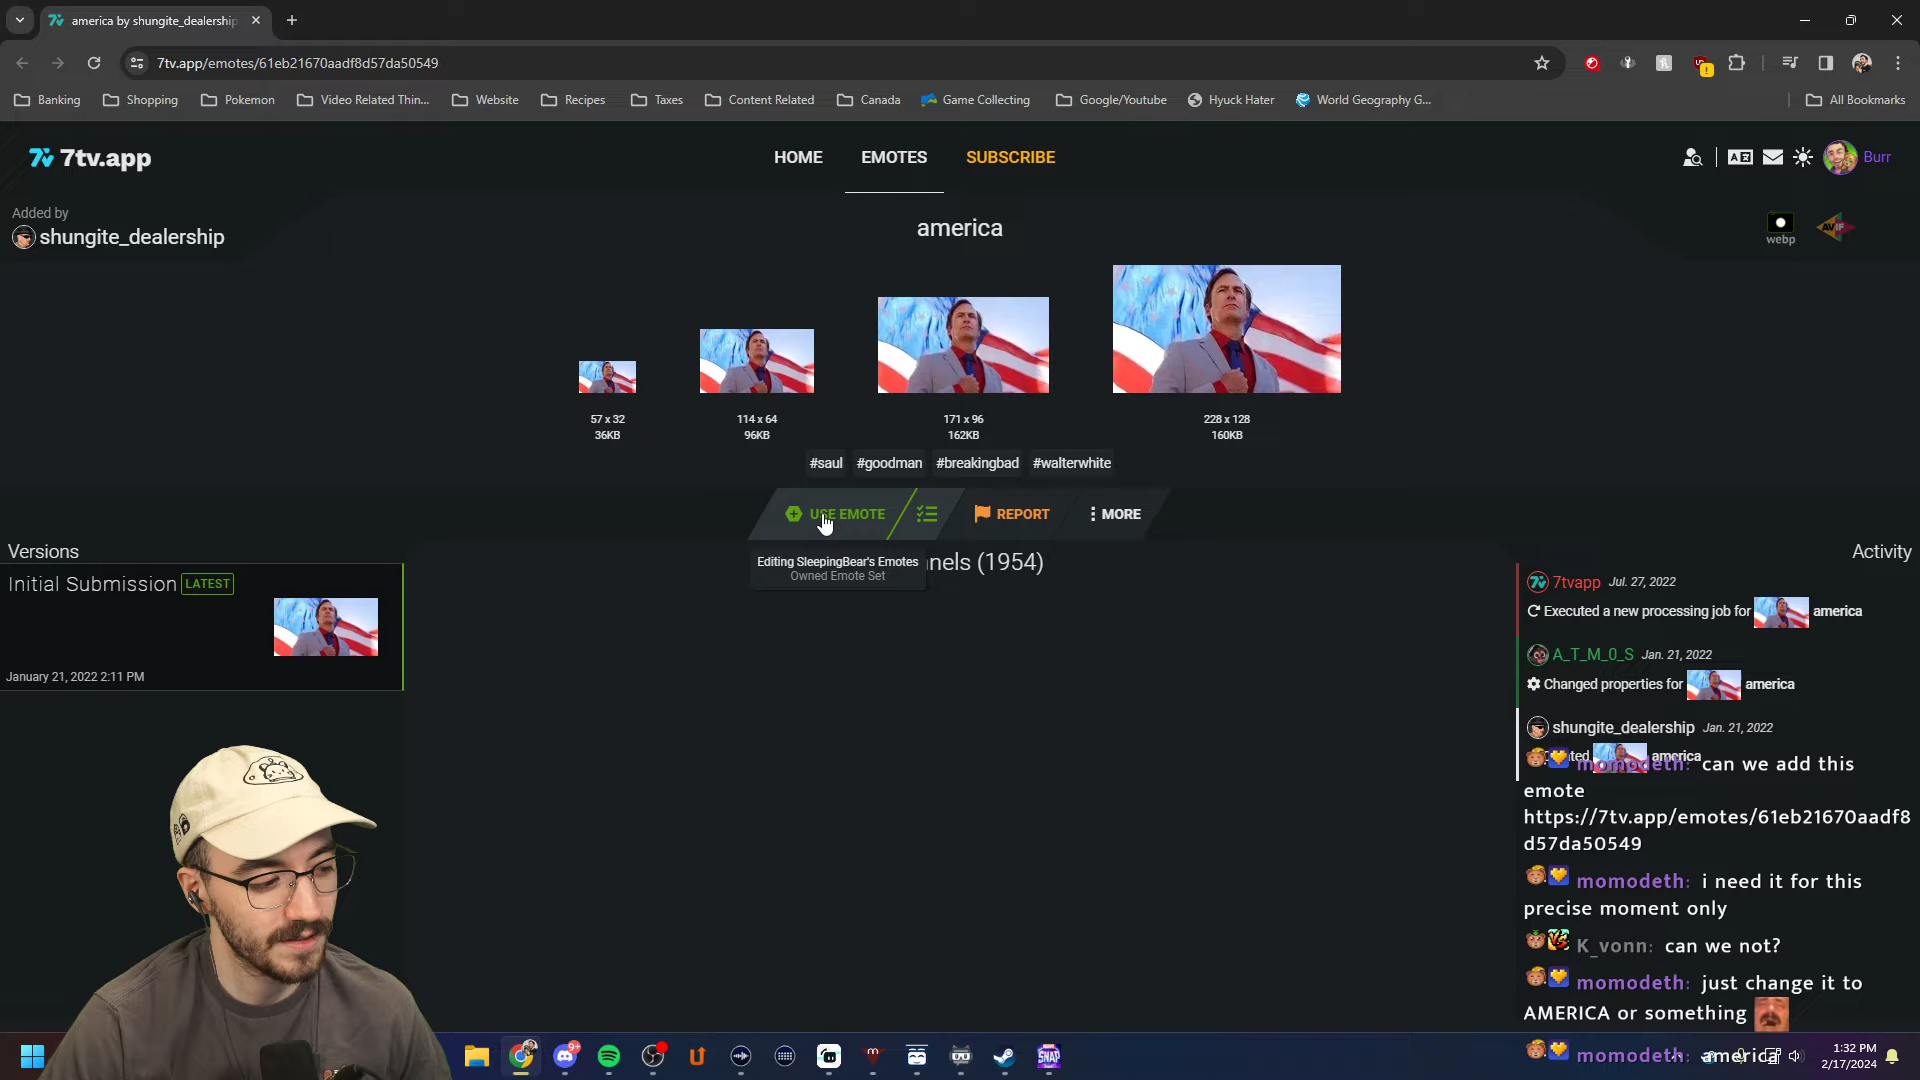 america by shungite_dealership
7tv.app/emotes/61eb21670aadf8d57da50549
Banking
Shopping
Pokemon
Video Related Thin...
Website
Recipes
Taxes
Content Related
Canada
Game Collecting
Google/Youtube
Hyuck Hater
World Geography G...
All Bookmarks
7tv.app
HOME
EMOTES
SUBSCRIBE
Burr
Added by
shungite_dealership
america
webp
AVIF
57 x 32
36KB
114 x 64
96KB
171 x 96
162KB
228 x 128
160KB
#saul #goodman #breakingbad #walterwhite
USE EMOTE
REPORT
MORE
Editing SleepingBear's Emotes
Owned Emote Set
nels (1954)
Versions
Initial Submission LATEST
January 21, 2022 2:11 PM
Activity
7tvapp Jul. 27, 2022
Executed a new processing job for america
A_T_M_0_S Jan. 21, 2022
Changed properties for america
shungite_dealership Jan. 21, 2022
america
momodeth: can we add this
emote
https://7tv.app/emotes/61eb21670aadf8
d57da50549
momodeth: i need it for this
precise moment only
K_vonn: can we not?
momodeth: just change it to
AMERICA or something
momodeth: america
9+
SNAP
1:32 PM
2/17/2024